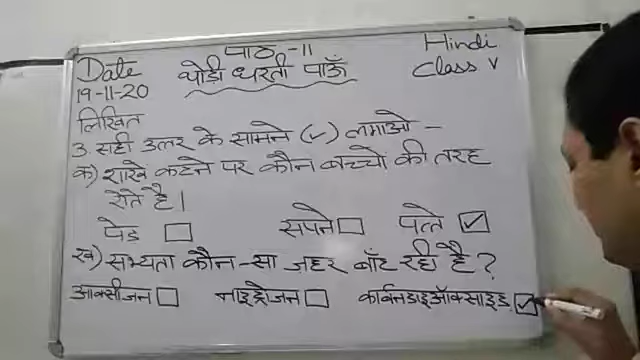 पाठ-11 Hindi
Date थोड़ी धरती पाऊँ Class V
19-11-20
लिखित
3. सही उत्तर के सामने (✓) लगाओ –
क) शाखें कटने पर कौन बच्चों की तरह
रोते है।
पेड़ ☐ सपने ☐ पत्ते ☑
ख) सभ्यता कौन-सा जहर बाँट रही है?
आक्सीजन ☐ नाइट्रोजन ☐ कार्बनडाइऑक्साइड ☑